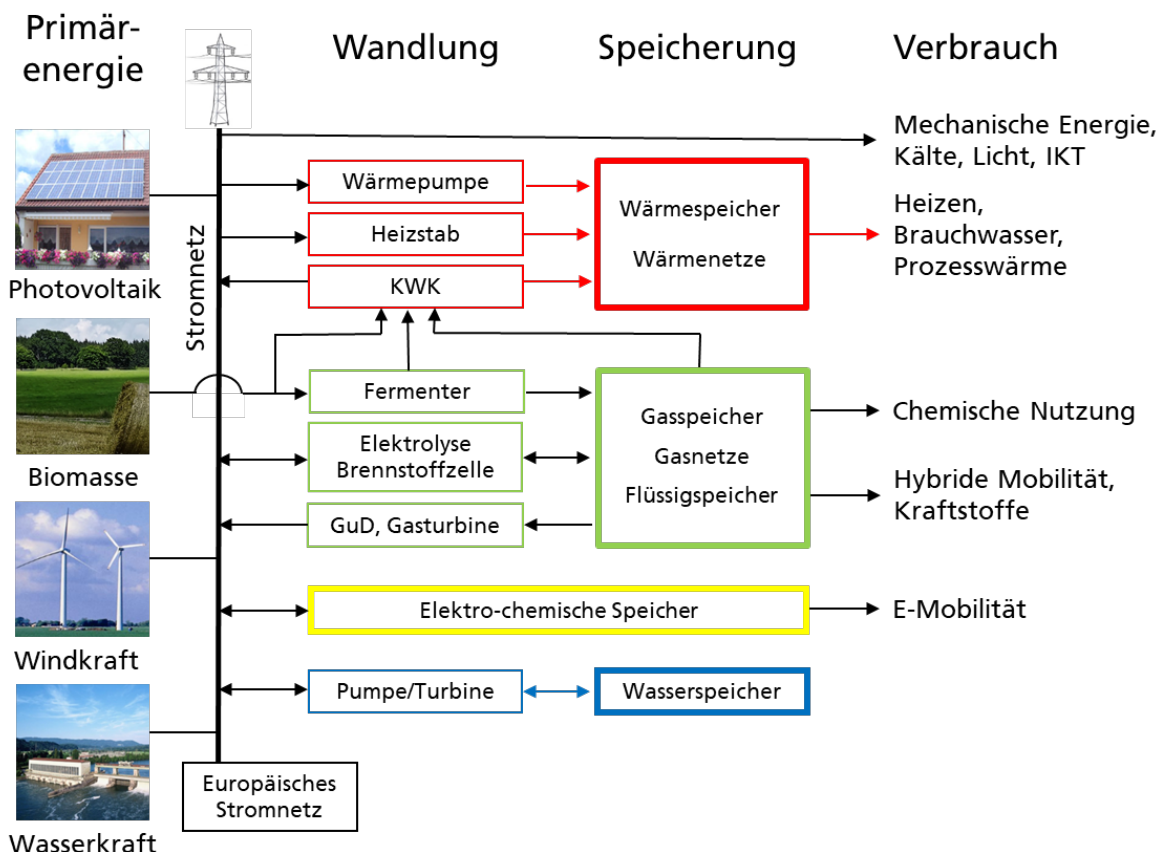 Primär-
energie
Wandlung
Speicherung
Verbrauch
Photovoltaik
Biomasse
Windkraft
Wasserkraft
Stromnetz
Europäisches
Stromnetz
Wärmepumpe
Heizstab
KWK
Fermenter
Elektrolyse
Brennstoffzelle
GuD, Gasturbine
Elektro-chemische Speicher
Pumpe/Turbine
Wärmespeicher
Wärmenetze
Gasspeicher
Gasnetze
Flüssigspeicher
Wasserspeicher
Mechanische Energie,
Kälte, Licht, IKT
Heizen,
Brauchwasser,
Prozesswärme
Chemische Nutzung
Hybride Mobilität,
Kraftstoffe
E-Mobilität